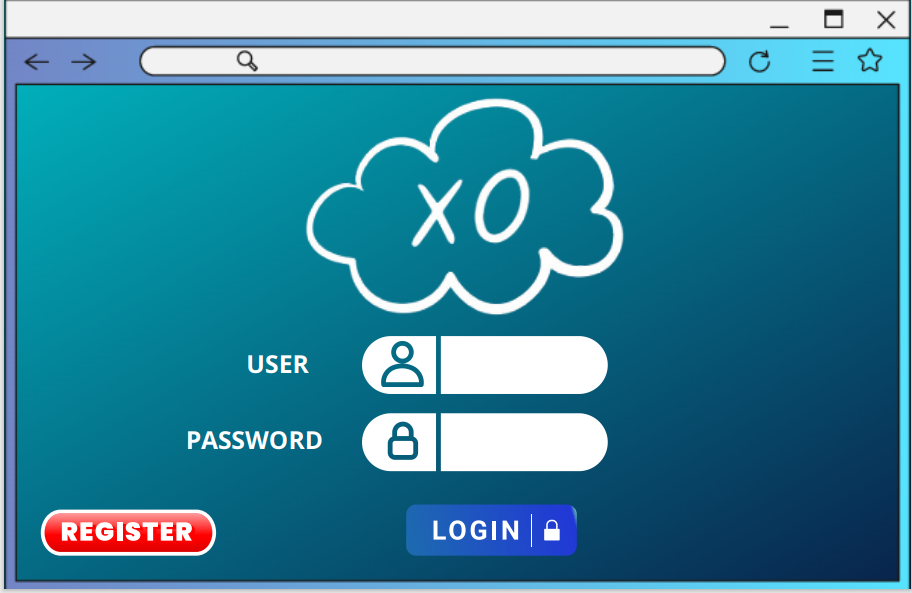 XO
USER
PASSWORD
REGISTER
LOGIN